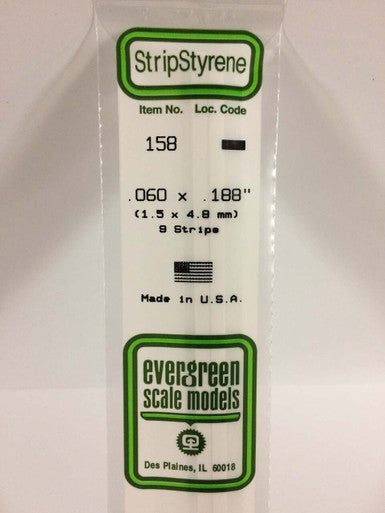 StripStyrene
Item No. Loc. Code
158
.060 x .188"
(1.5 x 4.8 mm)
9 Strips
Made in U.S.A.
evergreen
scale models
Des Plaines, IL 60018